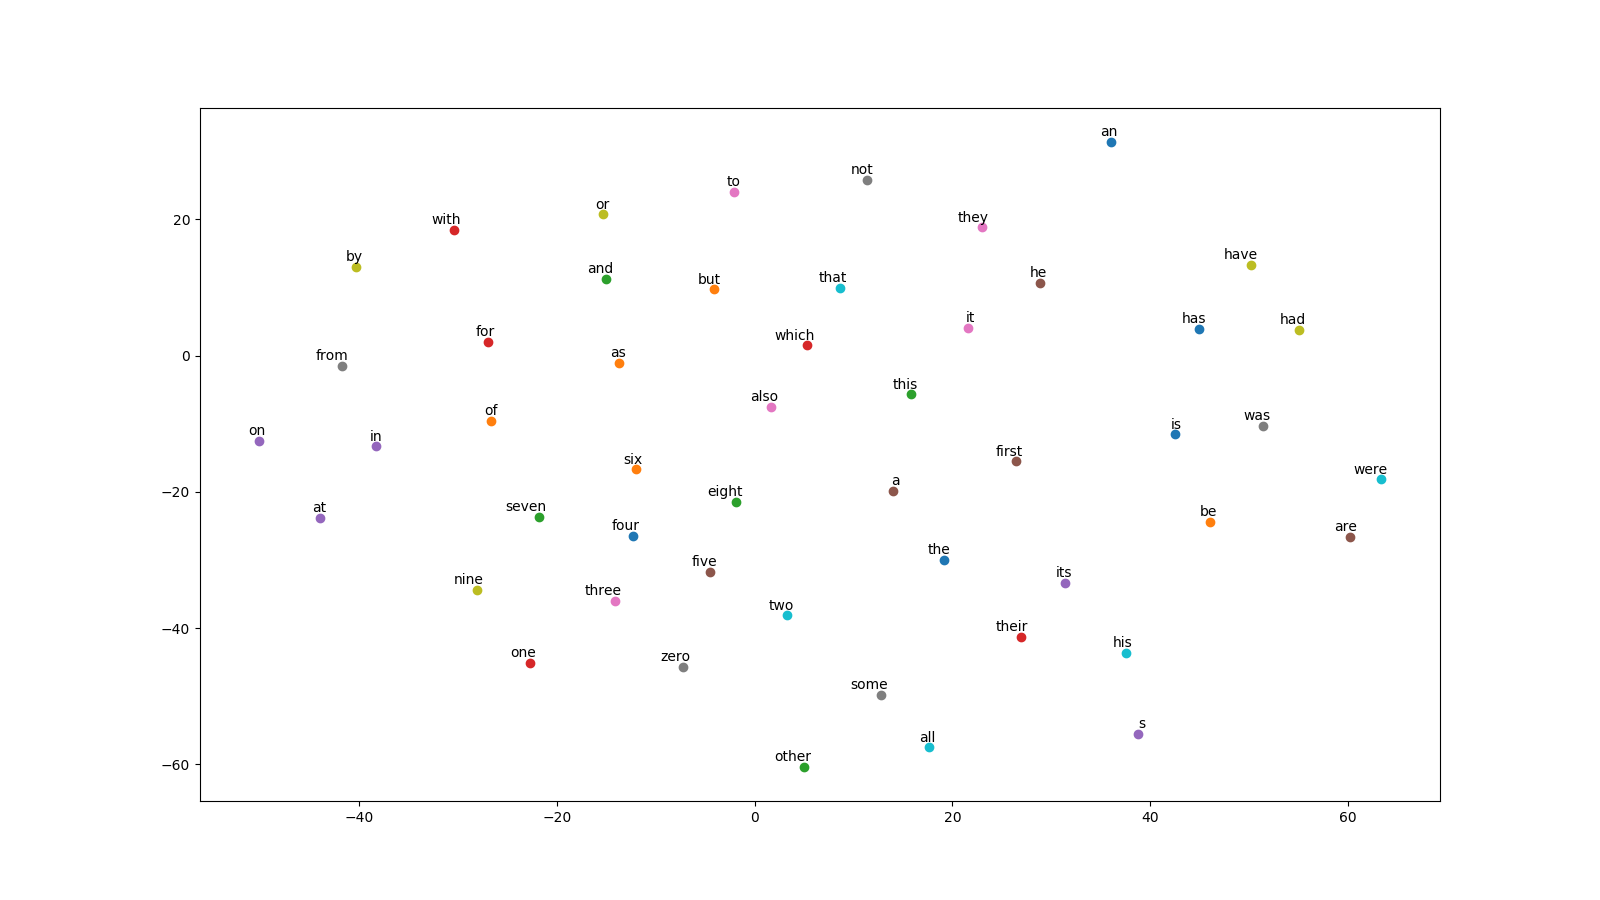 an
not
to
or
with
they
by
have
and
he
that
but
it
has
had
for
which
as
from
this
also
of
on
in
is
was
first
six
were
a
eight
seven
at
four
be
are
the
five
its
nine
three
two
their
his
one
zero
some
s
all
other
20
0
−20
−40
−60
−40 −20 0 20 40 60